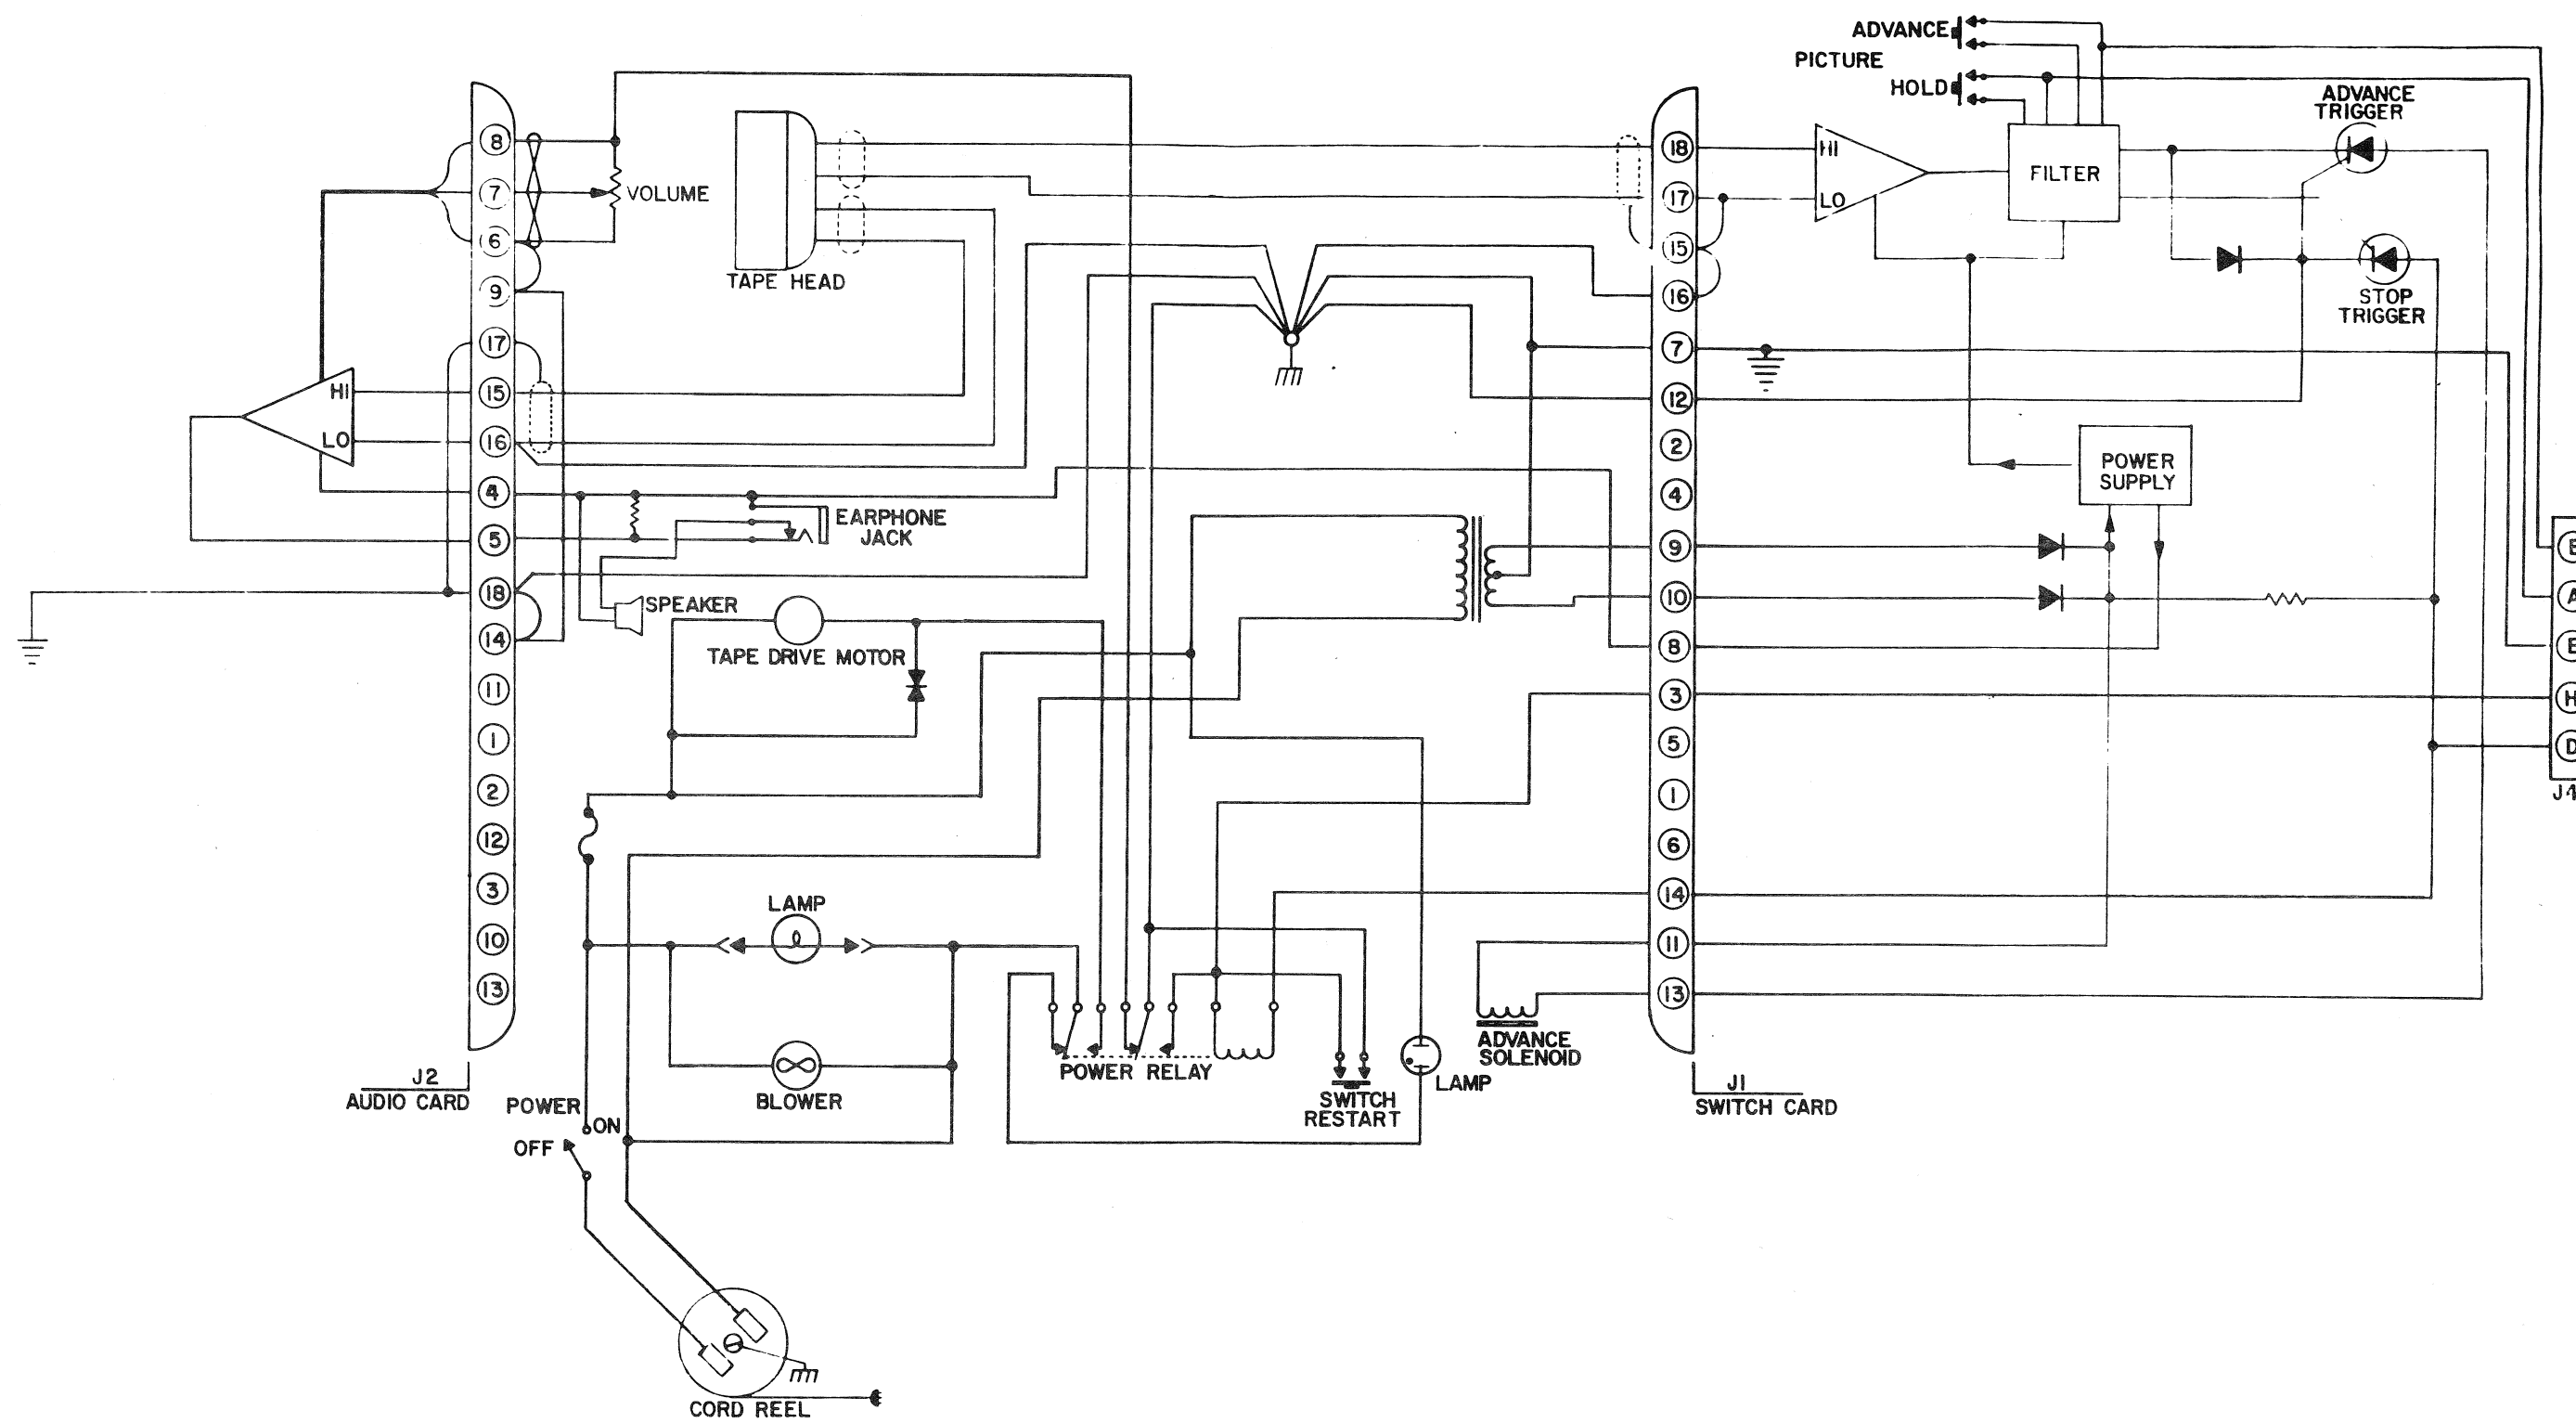 ADVANCE
PICTURE
HOLD
ADVANCE
TRIGGER
8
7
6
9
17
15
16
4
5
18
14
11
1
2
12
3
10
13
VOLUME
TAPE HEAD
HI
LO
EARPHONE
JACK
SPEAKER
TAPE DRIVE MOTOR
LAMP
BLOWER
J2
AUDIO CARD
POWER
ON
OFF
CORD REEL
POWER RELAY
SWITCH
RESTART
LAMP
ADVANCE
SOLENOID
18
17
15
16
7
12
2
4
9
10
8
3
5
1
6
14
11
13
J1
SWITCH CARD
HI
LO
FILTER
STOP
TRIGGER
POWER
SUPPLY
A
H
D
J4